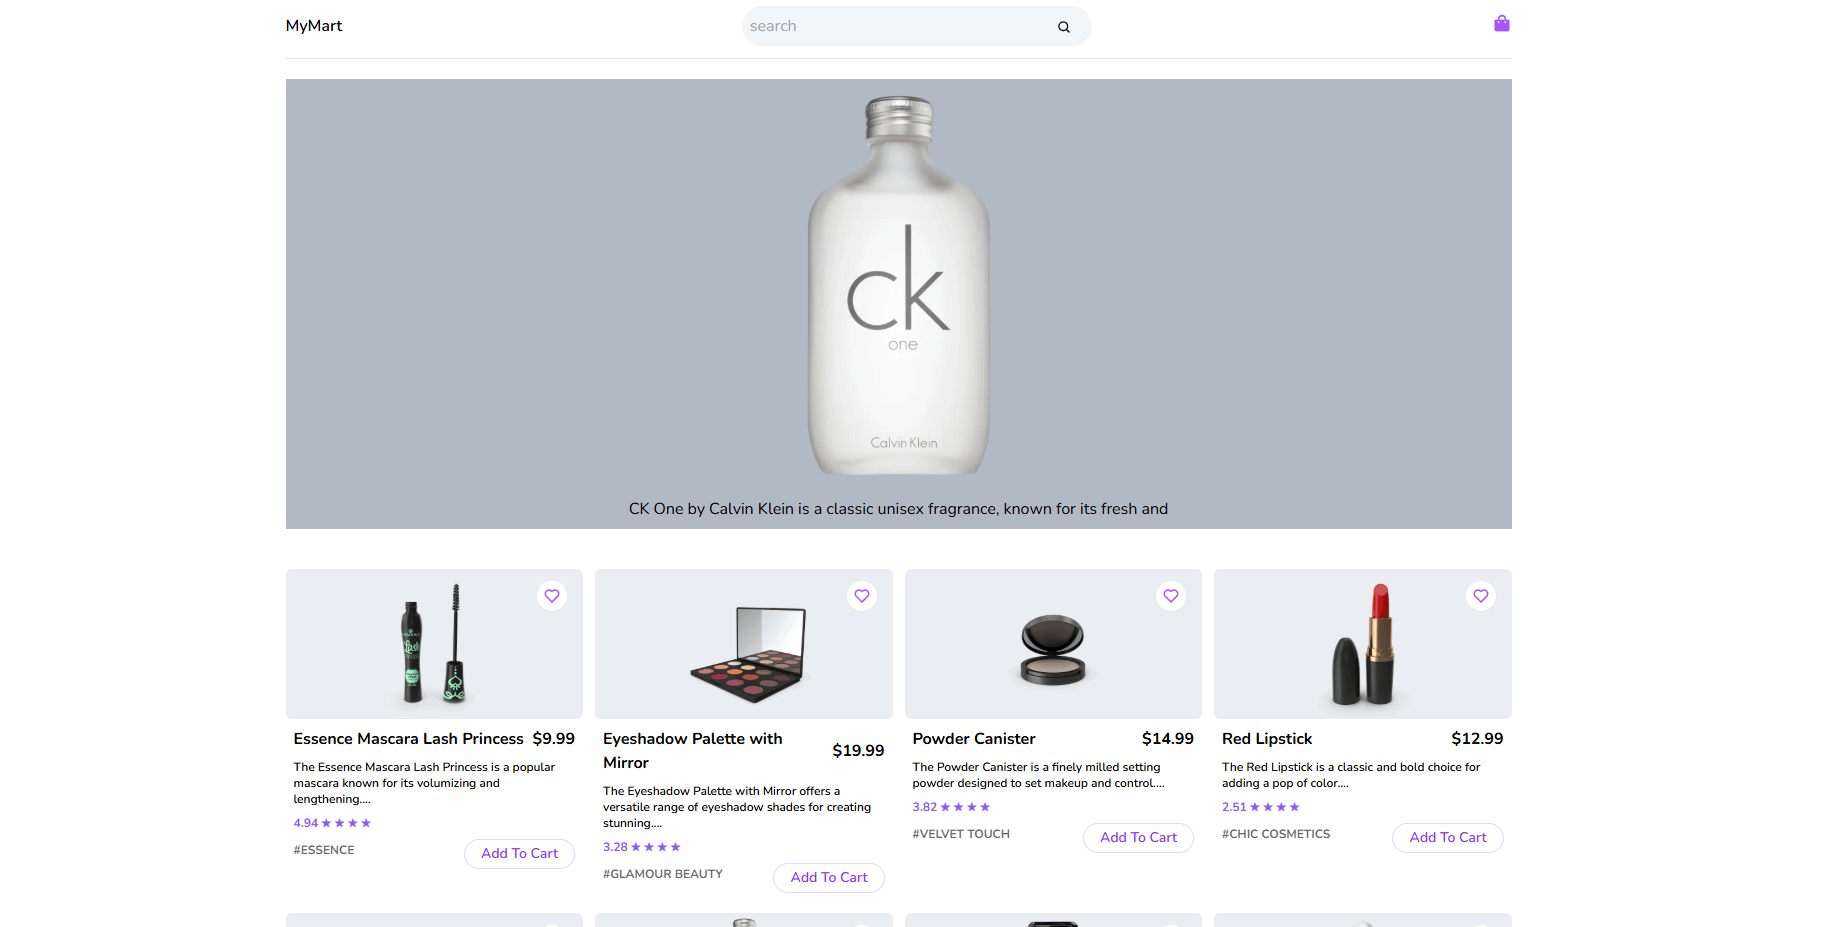 MyMart
search
ck
one
Calvin Klein
CK One by Calvin Klein is a classic unisex fragrance, known for its fresh and
Essence Mascara Lash Princess $9.99
The Essence Mascara Lash Princess is a popular
mascara known for its volumizing and
lengthening....
4.94 ★ ★ ★ ★
#ESSENCE
Add To Cart
Eyeshadow Palette with
Mirror
$19.99
The Eyeshadow Palette with Mirror offers a
versatile range of eyeshadow shades for creating
stunning....
3.28 ★ ★ ★ ★
#GLAMOUR BEAUTY
Add To Cart
Powder Canister $14.99
The Powder Canister is a finely milled setting
powder designed to set makeup and control....
3.82 ★ ★ ★ ★
#VELVET TOUCH
Add To Cart
Red Lipstick $12.99
The Red Lipstick is a classic and bold choice for
adding a pop of color....
2.51 ★ ★ ★ ★
#CHIC COSMETICS
Add To Cart